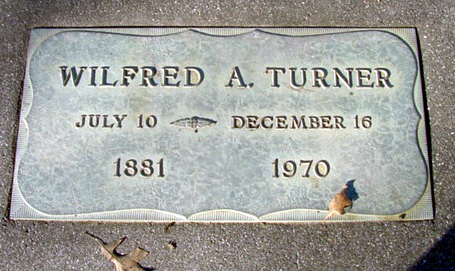 WILFRED A. TURNER
JULY 10 DECEMBER 16
1881 1970